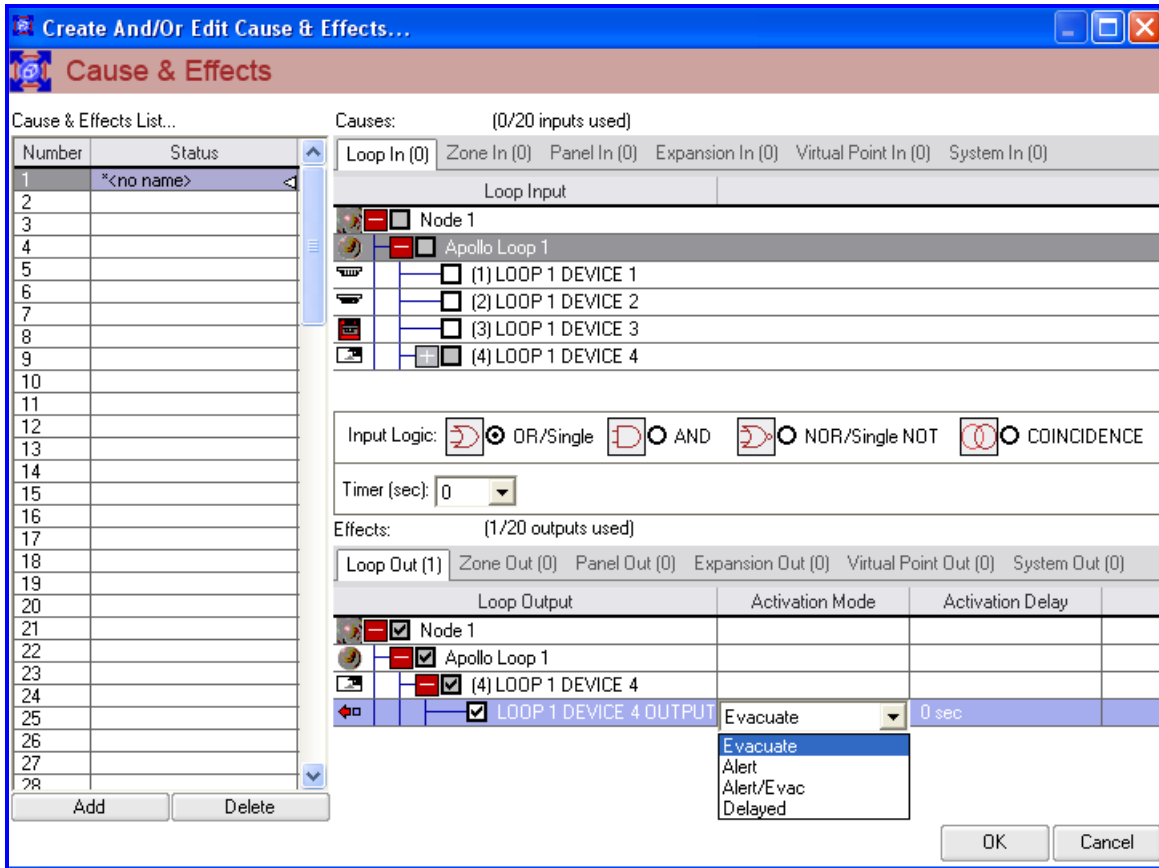 Create And/Or Edit Cause & Effects...
Cause & Effects
Cause & Effects List...
Number Status
1 *<no name>
2
3
4
5
6
7
8
9
10
11
12
13
14
15
16
17
18
19
20
21
22
23
24
25
26
27
28
Add Delete
Causes: (0/20 inputs used)
Loop In (0) Zone In (0) Panel In (0) Expansion In (0) Virtual Point In (0) System In (0)
Loop Input
Node 1
Apollo Loop 1
(1) LOOP 1 DEVICE 1
(2) LOOP 1 DEVICE 2
(3) LOOP 1 DEVICE 3
(4) LOOP 1 DEVICE 4
Input Logic: OR/Single AND NOR/Single NOT COINCIDENCE
Timer (sec): 0
Effects: (1/20 outputs used)
Loop Out (1) Zone Out (0) Panel Out (0) Expansion Out (0) Virtual Point Out (0) System Out (0)
Loop Output Activation Mode Activation Delay
Node 1
Apollo Loop 1
(4) LOOP 1 DEVICE 4
LOOP 1 DEVICE 4 OUTPUT Evacuate 0 sec
Evacuate
Alert
Alert/Evac
Delayed
OK Cancel